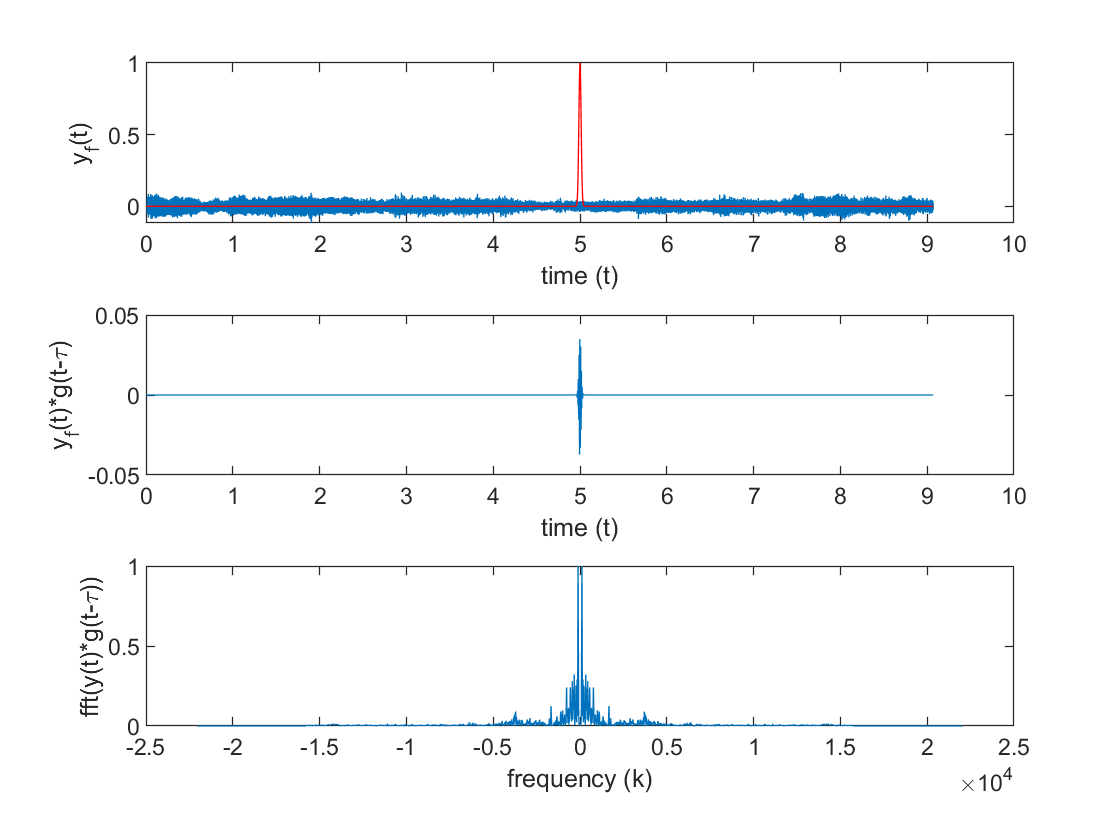 1
0.5
0
y_f(t)
0 1 2 3 4 5 6 7 8 9 10
time (t)
0.05
0
-0.05
y_f(t)*g(t-τ)
0 1 2 3 4 5 6 7 8 9 10
time (t)
1
0.5
0
fft(y(t)*g(t-τ))
-2.5 -2 -1.5 -1 -0.5 0 0.5 1 1.5 2 2.5
frequency (k)
×10^4